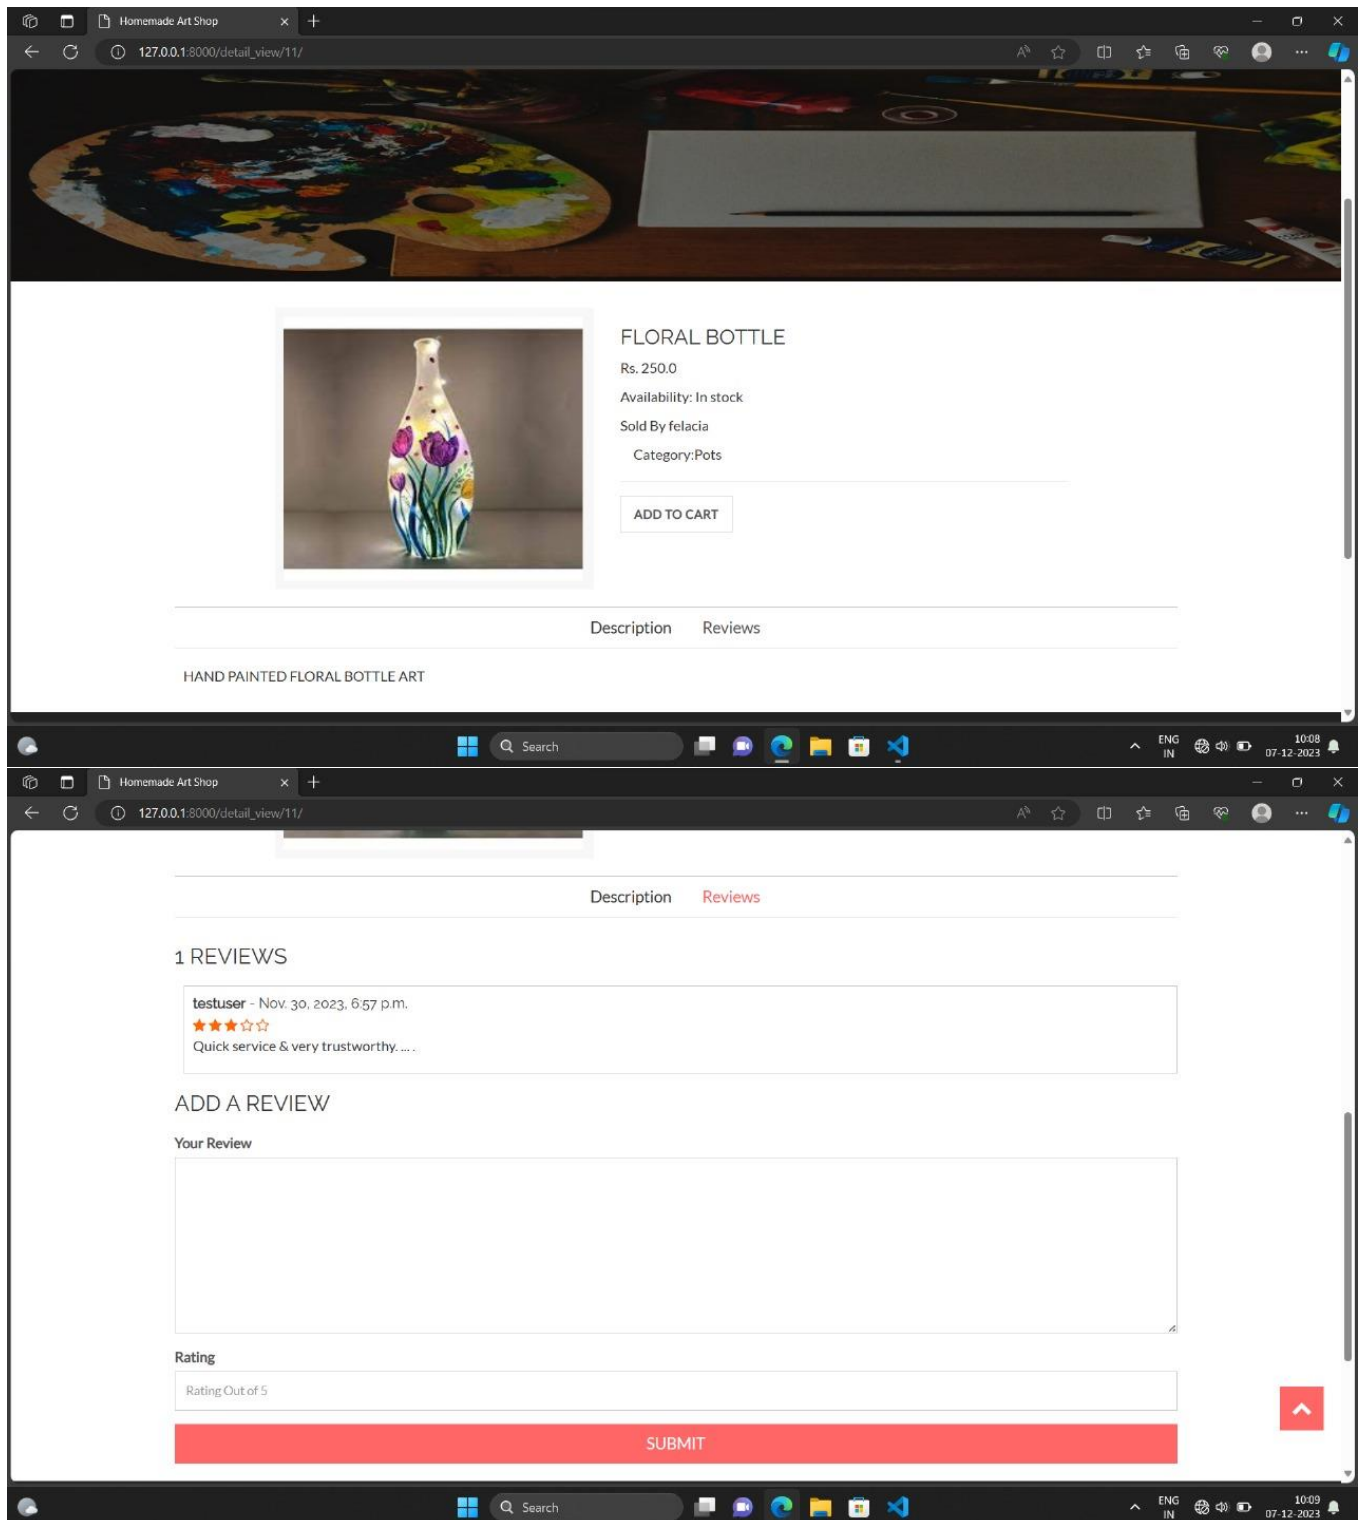 Homemade Art Shop
127.0.0.1:8000/detail_view/11/
FLORAL BOTTLE
Rs. 250.0
Availability: In stock
Sold By felacia
Category:Pots
ADD TO CART
Description Reviews
HAND PAINTED FLORAL BOTTLE ART
Search
ENG
IN
10:08
07-12-2023
Homemade Art Shop
127.0.0.1:8000/detail_view/11/
Description Reviews
1 REVIEWS
testuser - Nov. 30, 2023, 6:57 p.m.
Quick service & very trustworthy. ... .
ADD A REVIEW
Your Review
Rating
Rating Out of 5
SUBMIT
Search
ENG
IN
10:09
07-12-2023